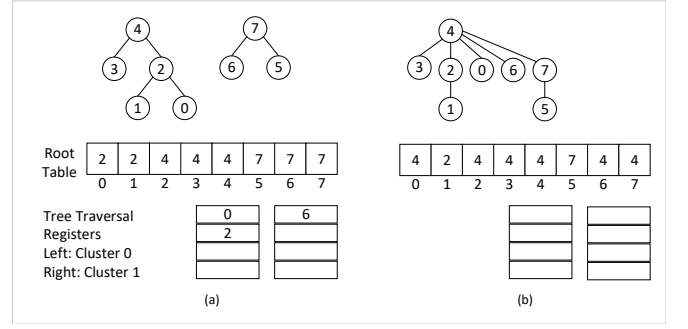 4 7 4
3 2 6 5 3 2 0 6 7
1 0 1 5
Root Table 2 2 4 4 4 7 7 7 4 2 4 4 4 7 4 4
0 1 2 3 4 5 6 7 0 1 2 3 4 5 6 7
Tree Traversal 0 6
Registers 2
Left: Cluster 0
Right: Cluster 1
(a) (b)